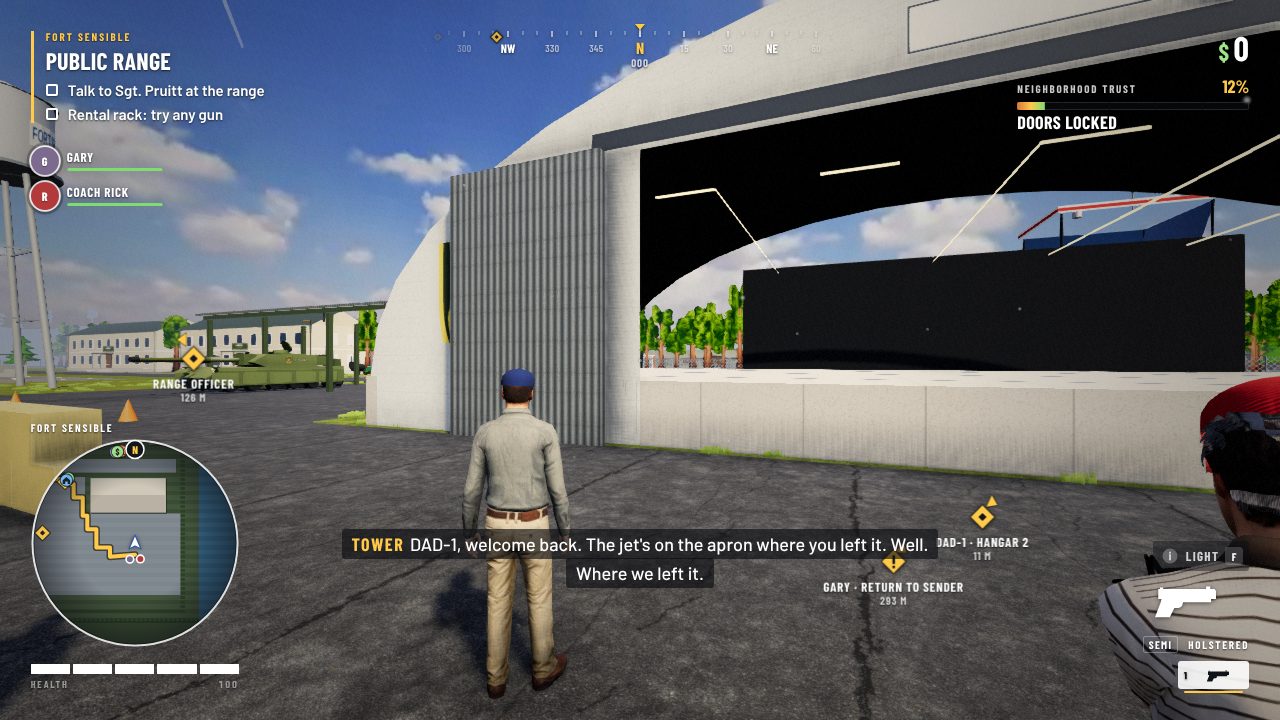 FORT SENSIBLE
PUBLIC RANGE
Talk to Sgt. Pruitt at the range
Rental rack: try any gun
G GARY
R COACH RICK
300 NW 330 345 N 15 30 NE 60
000
$0
NEIGHBORHOOD TRUST 12%
DOORS LOCKED
FORT
RANGE OFFICER
126 M
FORT SENSIBLE
$ N
TOWER DAD-1, welcome back. The jet's on the apron where you left it. Well.
Where we left it.
DAD-1 · HANGAR 2
11 M
GARY · RETURN TO SENDER
293 M
i LIGHT F
SEMI HOLSTERED
1
HEALTH 100